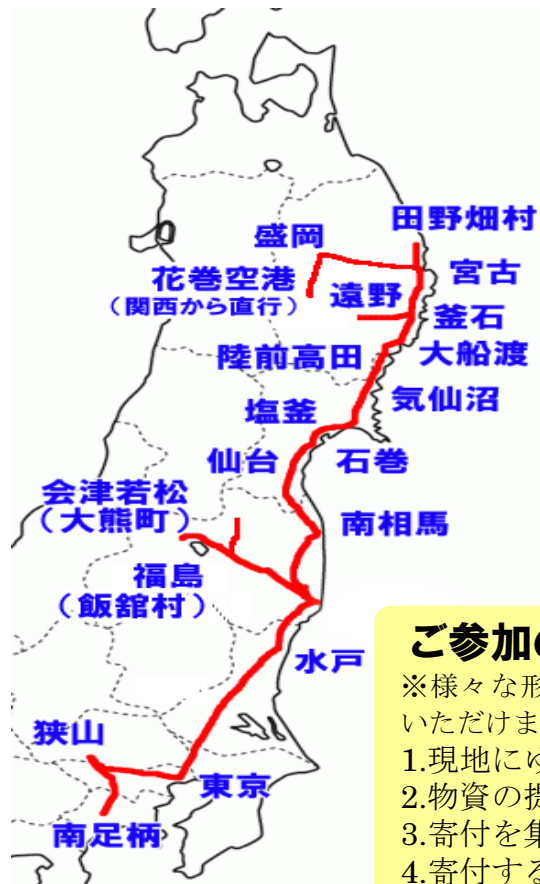 田野畑村
盛岡
宮古
花巻空港
（関西から直行）
遠野
釜石
大船渡
陸前高田
気仙沼
塩釜
仙台
石巻
会津若松
（大熊町）
南相馬
福島
（飯舘村）
水戸
狭山
東京
南足柄
ご参加の
※様々な形
いただけま
1.現地にゆ
2.物資の提
3.寄付を集
4.寄付する